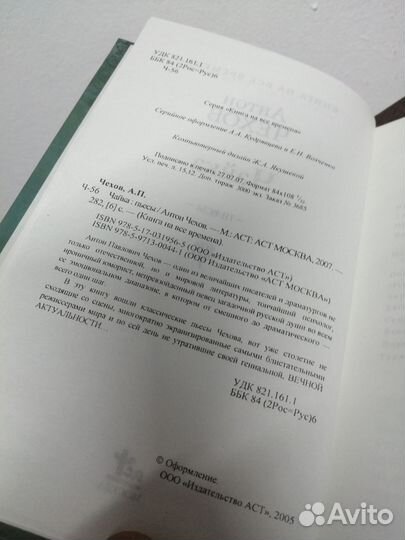 УДК 821.161.1
ББК 84 (2Рос=Рус)6
Ч-56
Серия «Книга на все времена»
Серийное оформление А.А. Кудрявцева и Е.Н. Волченко
Компьютерный дизайн Ж.А. Якушевой
Подписано в печать 27.07.07. Формат 84х108 1/32
Усл. печ. л. 15,12. Доп. тираж 3000 экз. Заказ № 3683
Чехов, А.П.
Ч-56 Чайка : пьесы / Антон Чехов. — М.: АСТ: АСТ МОСКВА, 2007. —
282, [6] с. — (Книга на все времена)
ISBN 978-5-17-031956-5 (ООО «Издательство АСТ»)
ISBN 978-5-9713-0044-1 (ООО Издательство «АСТ МОСКВА»)
Антон Павлович Чехов — один из величайших писателей и драматургов не
только отечественной, но и мировой литературы, тончайший психолог,
ироничный юморист, непревзойденный певец загадочной русской души во всем
ее эмоциональном диапазоне, в котором от смешного до драматического —
всего один шаг.
В эту книгу вошли классические пьесы Чехова, вот уже столетие не
сходящие со сцены, многократно экранизированные самыми блистательными
режиссерами мира и по сей день не утратившие своей гениальной, ВЕЧНОЙ
АКТУАЛЬНОСТИ...
УДК 821.161.1
ББК 84 (2Рос=Рус)6
© Оформление.
ООО «Издательство АСТ», 2005
Avito